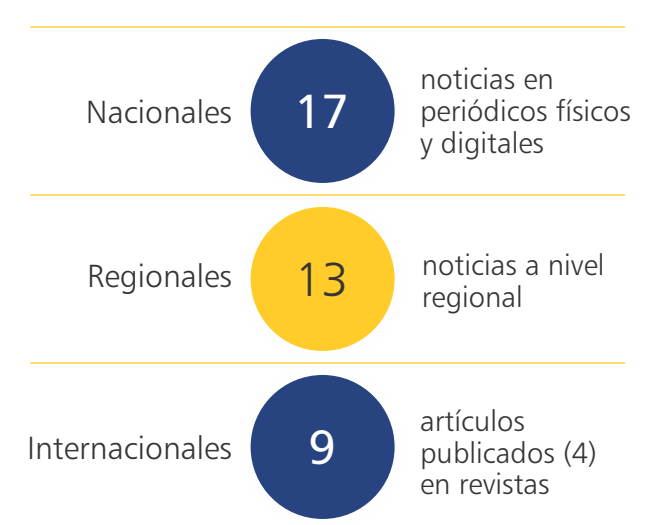 Nacionales
17
noticias en
periódicos físicos
y digitales
Regionales
13
noticias a nivel
regional
Internacionales
9
artículos
publicados (4)
en revistas